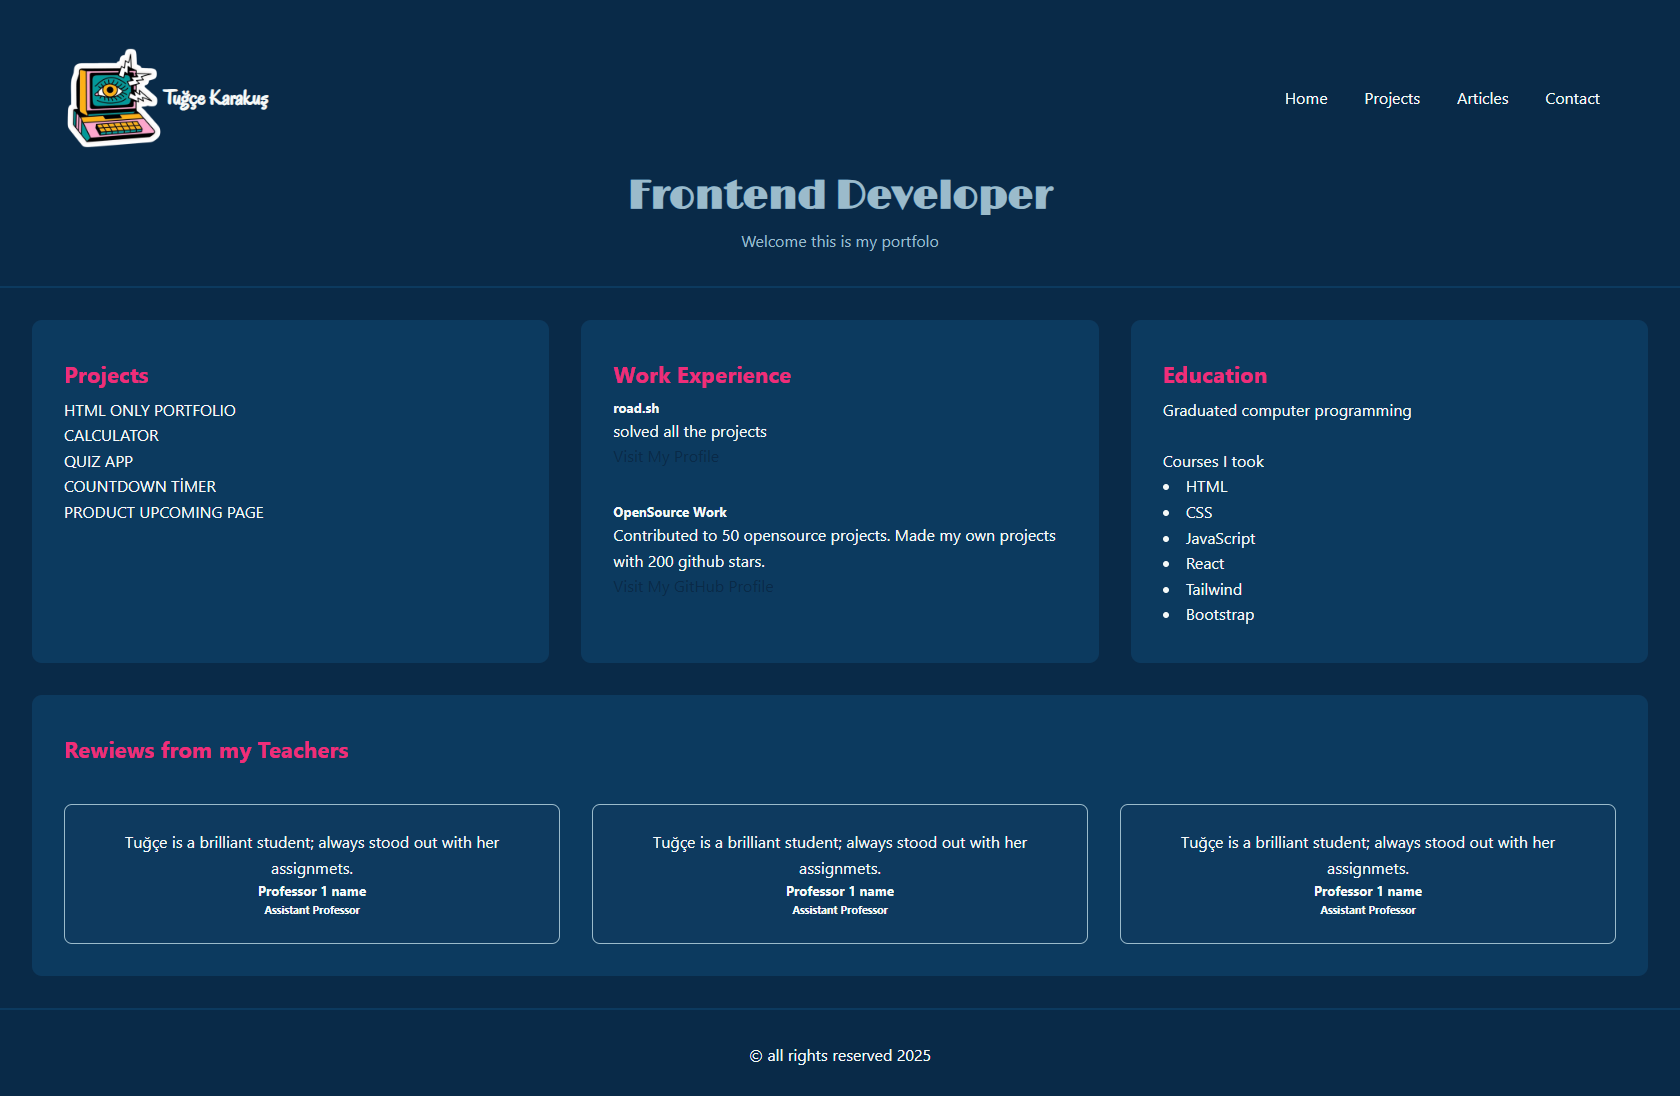 Tuğçe Karakuş
Home
Projects
Articles
Contact
Frontend Developer
Welcome this is my portfolo
Projects
HTML ONLY PORTFOLIO
CALCULATOR
QUIZ APP
COUNTDOWN TİMER
PRODUCT UPCOMING PAGE
Work Experience
road.sh
solved all the projects
Visit My Profile
OpenSource Work
Contributed to 50 opensource projects. Made my own projects
with 200 github stars.
Visit My GitHub Profile
Education
Graduated computer programming
Courses I took
• HTML
• CSS
• JavaScript
• React
• Tailwind
• Bootstrap
Rewiews from my Teachers
Tuğçe is a brilliant student; always stood out with her
assignmets.
Professor 1 name
Assistant Professor
Tuğçe is a brilliant student; always stood out with her
assignmets.
Professor 1 name
Assistant Professor
Tuğçe is a brilliant student; always stood out with her
assignmets.
Professor 1 name
Assistant Professor
© all rights reserved 2025